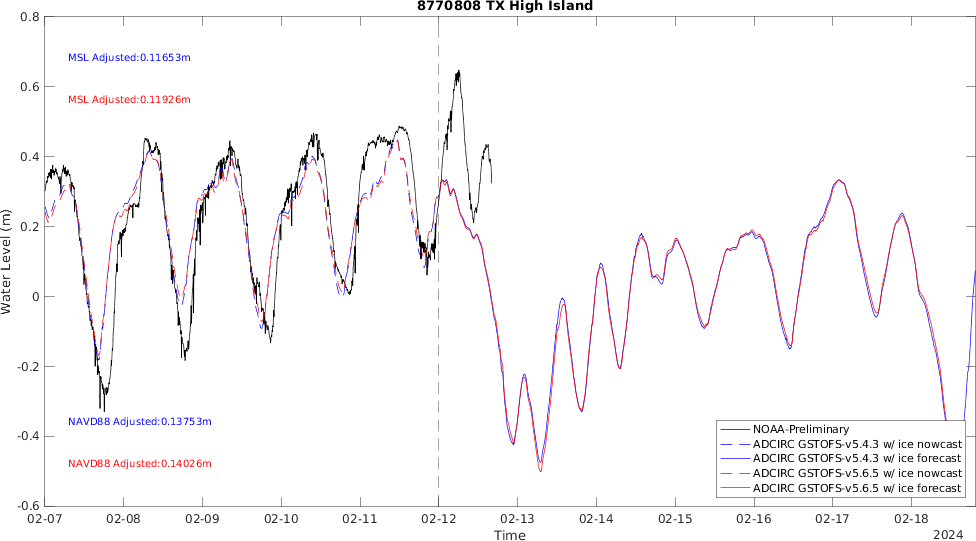 8770808 TX High Island
0.8
0.6
0.4
0.2
0
-0.2
-0.4
-0.6
Water Level (m)
MSL Adjusted:0.11653m
MSL Adjusted:0.11926m
NAVD88 Adjusted:0.13753m
NAVD88 Adjusted:0.14026m
NOAA-Preliminary
ADCIRC GSTOFS-v5.4.3 w/ ice nowcast
ADCIRC GSTOFS-v5.4.3 w/ ice forecast
ADCIRC GSTOFS-v5.6.5 w/ ice nowcast
ADCIRC GSTOFS-v5.6.5 w/ ice forecast
02-07 02-08 02-09 02-10 02-11 02-12 02-13 02-14 02-15 02-16 02-17 02-18
Time
2024